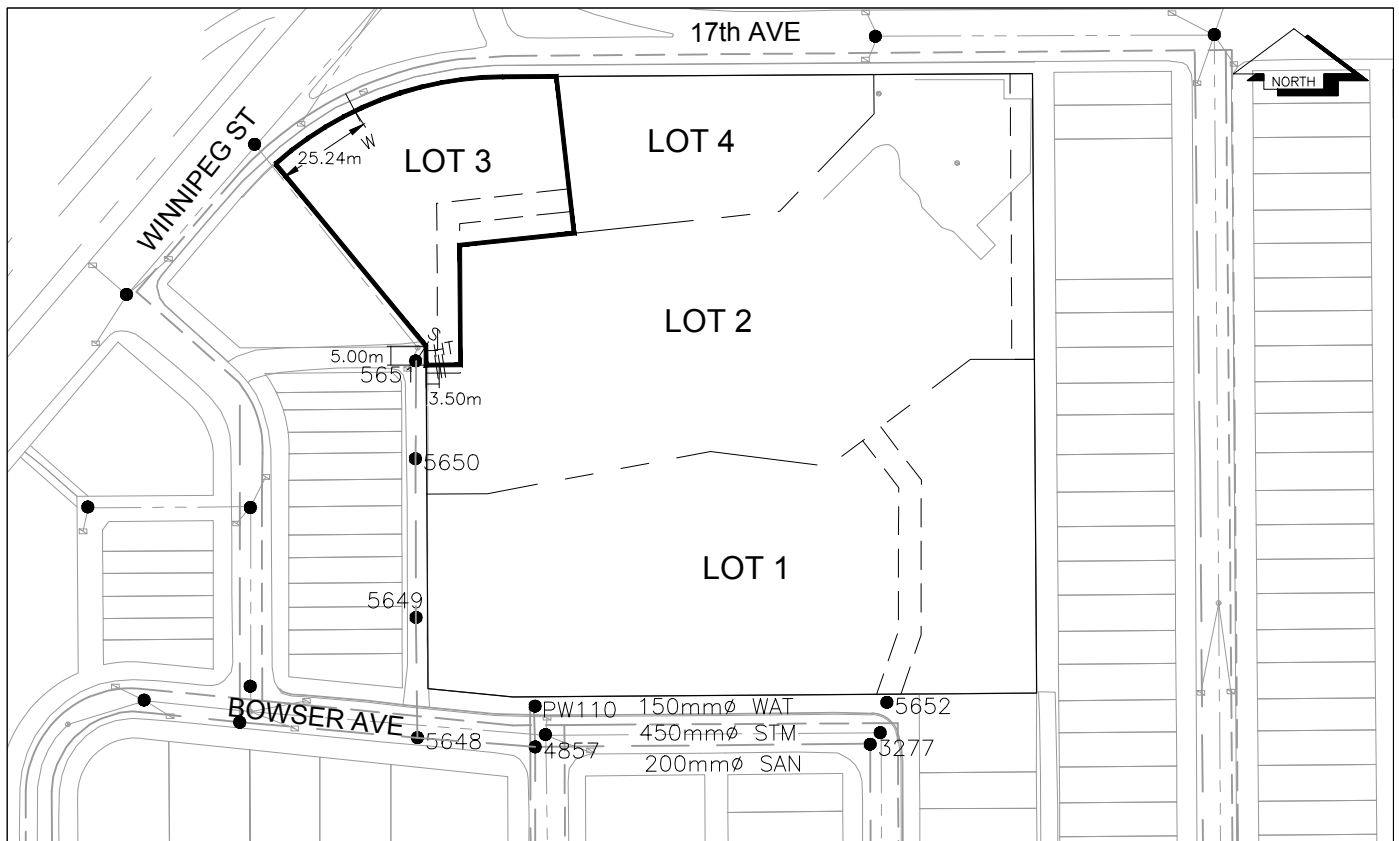 17th AVE
NORTH
WINNIPEG ST
W
25.24m
LOT 3
LOT 4
LOT 2
S
HT
5.00m
5651
3.50m
5650
LOT 1
5649
BOWSER AVE
PW110
150mmø WAT
5652
5648
4857
450mmø STM
3277
200mmø SAN